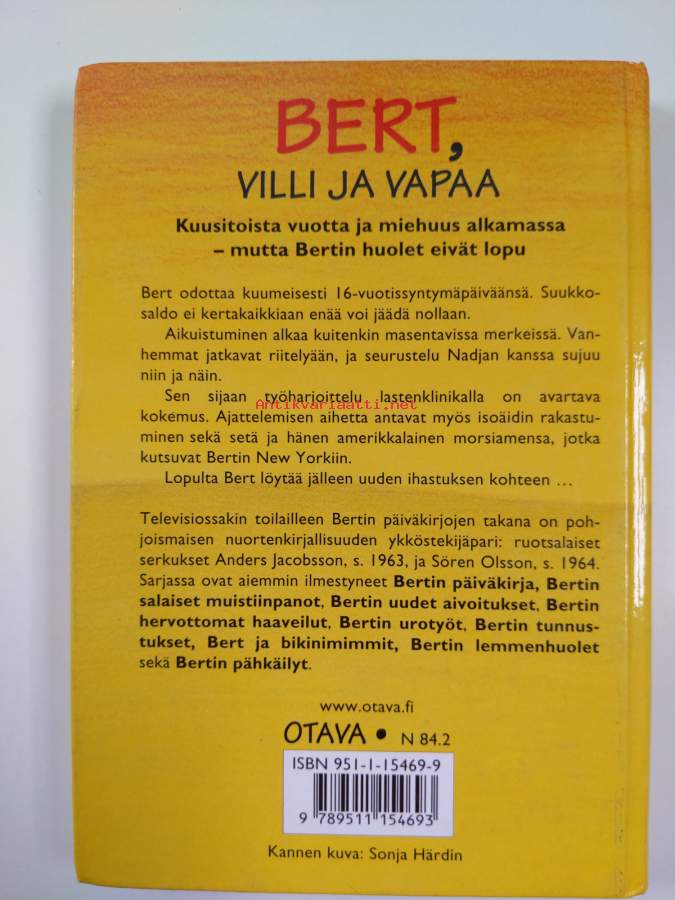 BERT,
VILLI JA VAPAA
Kuusitoista vuotta ja miehuus alkamassa
– mutta Bertin huolet eivät lopu
Bert odottaa kuumeisesti 16-vuotissyntymäpäiväänsä. Suukko-
saldo ei kertakaikkiaan enää voi jäädä nollaan.
Aikuistuminen alkaa kuitenkin masentavissa merkeissä. Van-
hemmat jatkavat riitelyään, ja seurustelu Nadjan kanssa sujuu
niin ja näin.
Sen sijaan työharjoittelu lastenklinikalla on avartava
Antikvariaatti.net
kokemus. Ajattelemisen aihetta antavat myös isoäidin rakastu-
minen sekä setä ja hänen amerikkalainen morsiamensa, jotka
kutsuvat Bertin New Yorkiin.
Lopulta Bert löytää jälleen uuden ihastuksen kohteen ...
Televisiossakin toilailleen Bertin päiväkirjojen takana on poh-
joismaisen nuortenkirjallisuuden ykköstekijäpari: ruotsalaiset
serkukset Anders Jacobsson, s. 1963, ja Sören Olsson, s. 1964.
Sarjassa ovat aiemmin ilmestyneet Bertin päiväkirja, Bertin
salaiset muistiinpanot, Bertin uudet aivoitukset, Bertin
hervottomat haaveilut, Bertin urotyöt, Bertin tunnus-
tukset, Bert ja bikinimimmit, Bertin lemmenhuolet
sekä Bertin pähkäilyt.
www.otava.fi
OTAVA • N 84.2
ISBN 951-1-15469-9
9 789511 154693
Kannen kuva: Sonja Härdin